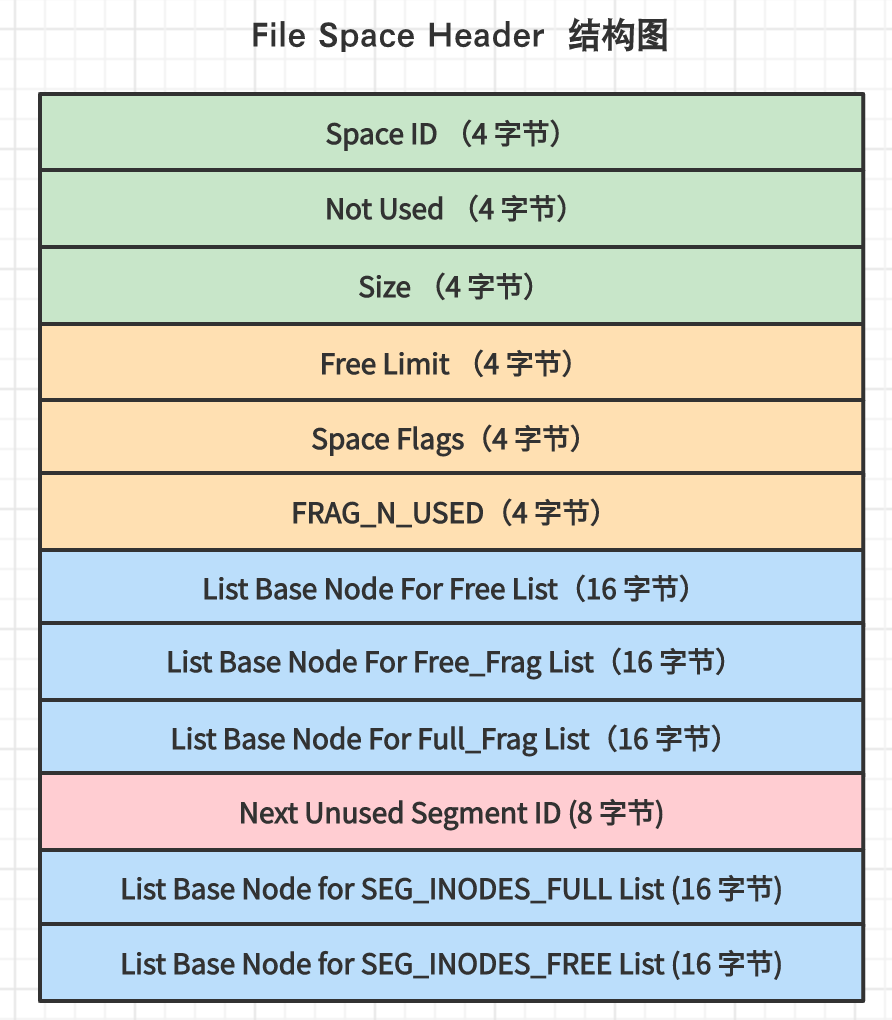 File Space Header 结构图
Space ID （4 字节）
Not Used （4 字节）
Size （4 字节）
Free Limit （4 字节）
Space Flags（4 字节）
FRAG_N_USED（4 字节）
List Base Node For Free List（16 字节）
List Base Node For Free_Frag List（16 字节）
List Base Node For Full_Frag List（16 字节）
Next Unused Segment ID (8 字节)
List Base Node for SEG_INODES_FULL List (16 字节)
List Base Node for SEG_INODES_FREE List (16 字节)